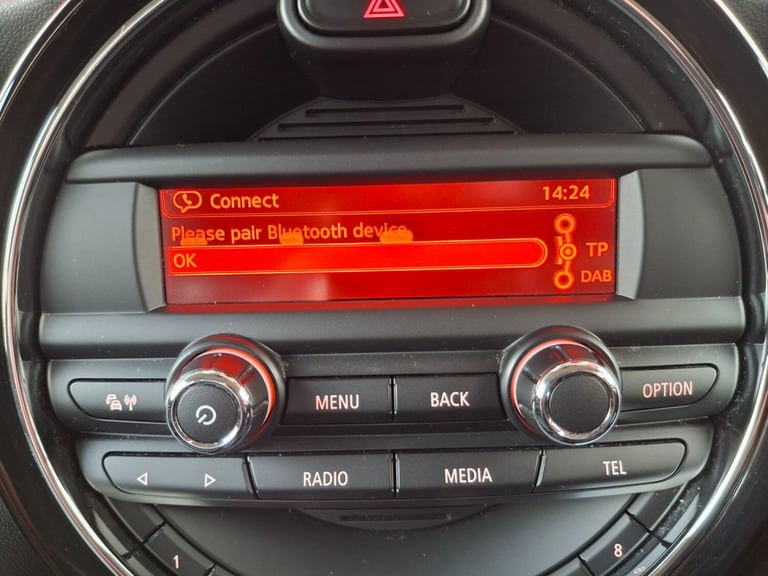 Connect 14:24
Please pair Bluetooth device.
OK
TP
DAB
MENU BACK OPTION
RADIO MEDIA TEL
1 8